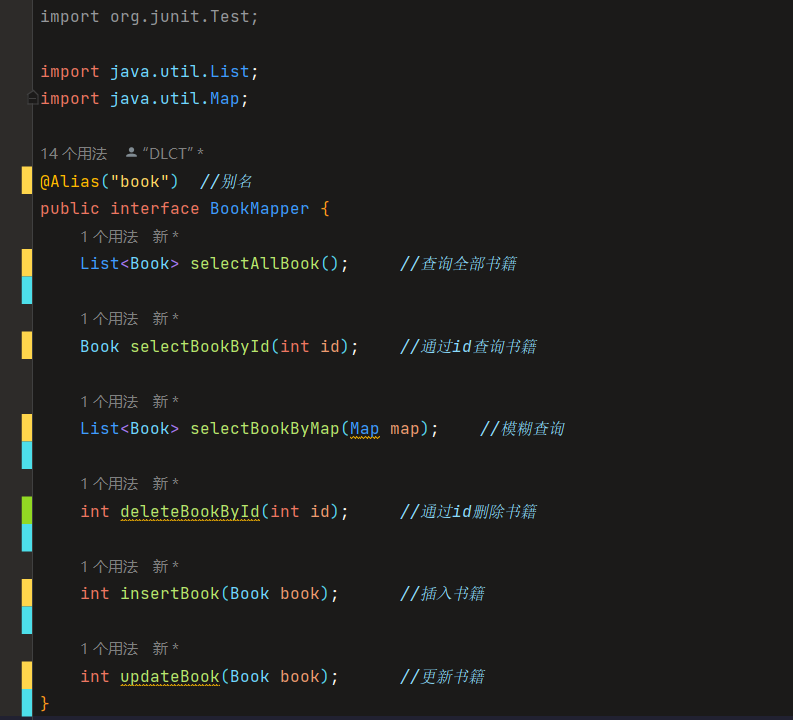 import org.junit.Test;
import java.util.List;
import java.util.Map;
14 个用法 “DLCT” *
@Alias("book")  //别名
public interface BookMapper {
1 个用法 新 *
List<Book> selectAllBook();     //查询全部书籍
1 个用法 新 *
Book selectBookById(int id);    //通过id查询书籍
1 个用法 新 *
List<Book> selectBookByMap(Map map);    //模糊查询
1 个用法 新 *
int deleteBookById(int id);     //通过id删除书籍
1 个用法 新 *
int insertBook(Book book);      //插入书籍
1 个用法 新 *
int updateBook(Book book);      //更新书籍
}